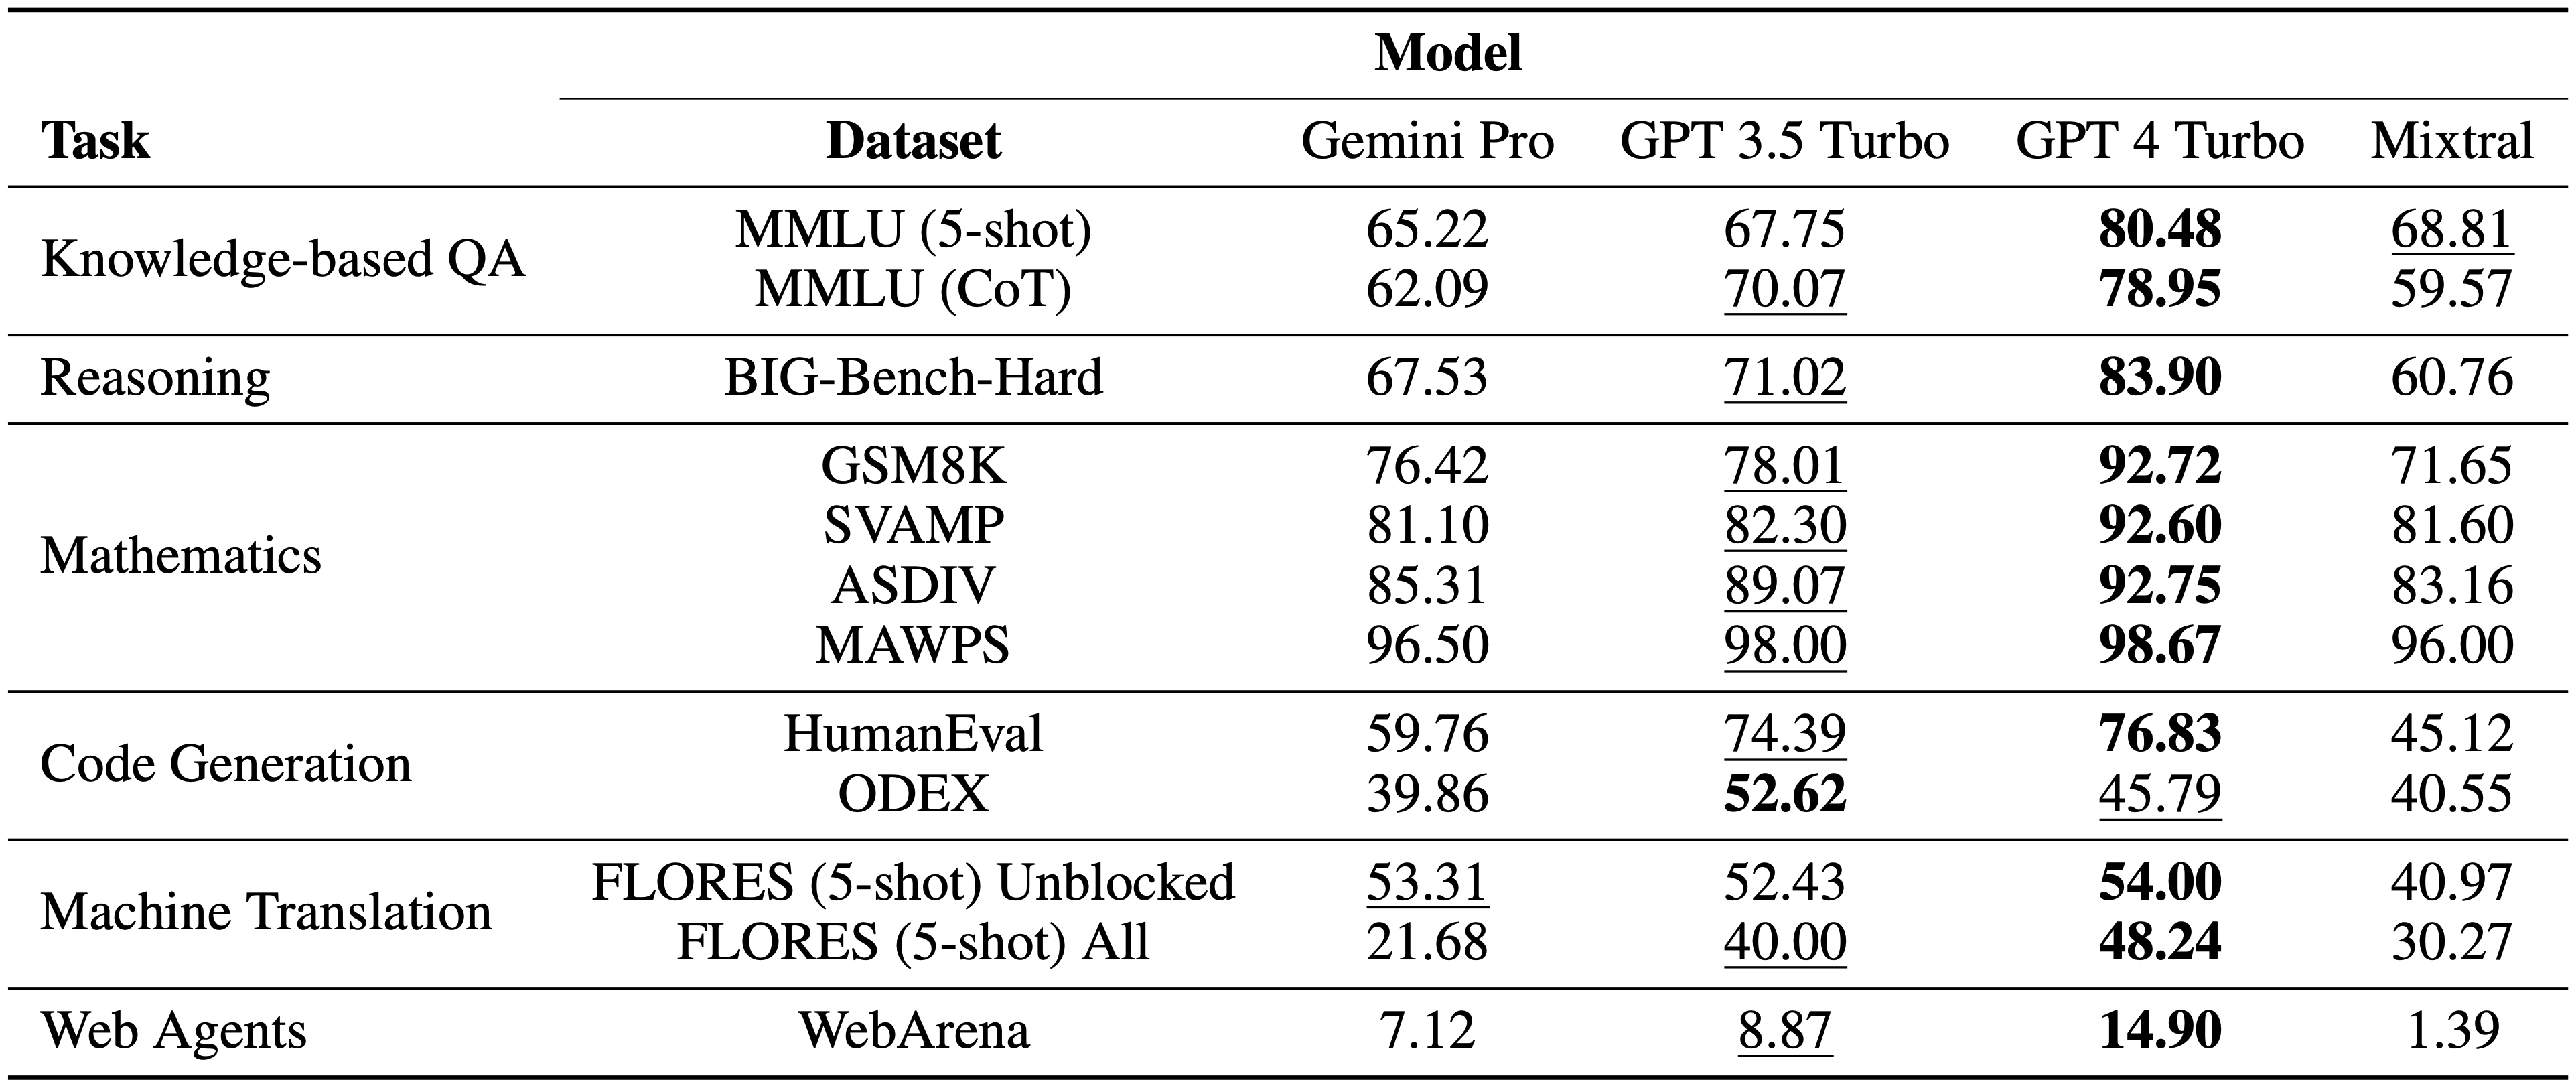 Model
Task Dataset Gemini Pro GPT 3.5 Turbo GPT 4 Turbo Mixtral
Knowledge-based QA
MMLU (5-shot) 65.22 67.75 80.48 68.81
MMLU (CoT) 62.09 70.07 78.95 59.57
Reasoning BIG-Bench-Hard 67.53 71.02 83.90 60.76
Mathematics
GSM8K 76.42 78.01 92.72 71.65
SVAMP 81.10 82.30 92.60 81.60
ASDIV 85.31 89.07 92.75 83.16
MAWPS 96.50 98.00 98.67 96.00
Code Generation
HumanEval 59.76 74.39 76.83 45.12
ODEX 39.86 52.62 45.79 40.55
Machine Translation
FLORES (5-shot) Unblocked 53.31 52.43 54.00 40.97
FLORES (5-shot) All 21.68 40.00 48.24 30.27
Web Agents WebArena 7.12 8.87 14.90 1.39